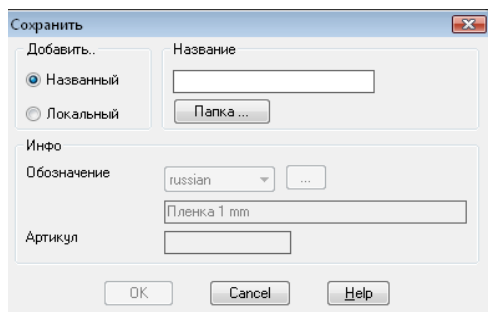 Сохранить
Добавить..
Названный
Локальный
Название
Папка ...
Инфо
Обозначение
russian
...
Пленка 1 mm
Артикул
OK
Cancel
Help